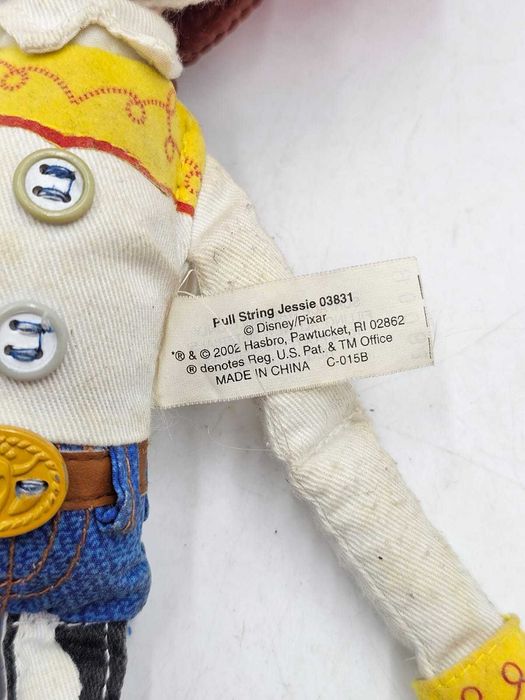 Pull String Jessie 03831
© Disney/Pixar
*® & © 2002 Hasbro, Pawtucket, RI 02862
® denotes Reg. U.S. Pat. & TM Office
MADE IN CHINA C-015B